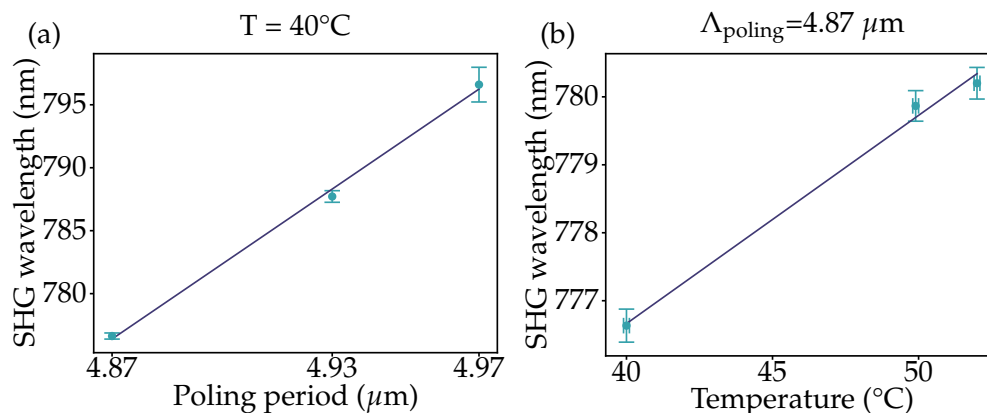 (a)
T = 40°C
SHG wavelength (nm)
795
790
785
780
4.87
4.93
4.97
Poling period (μm)
(b)
Λpoling=4.87 μm
SHG wavelength (nm)
780
779
778
777
40
45
50
Temperature (°C)